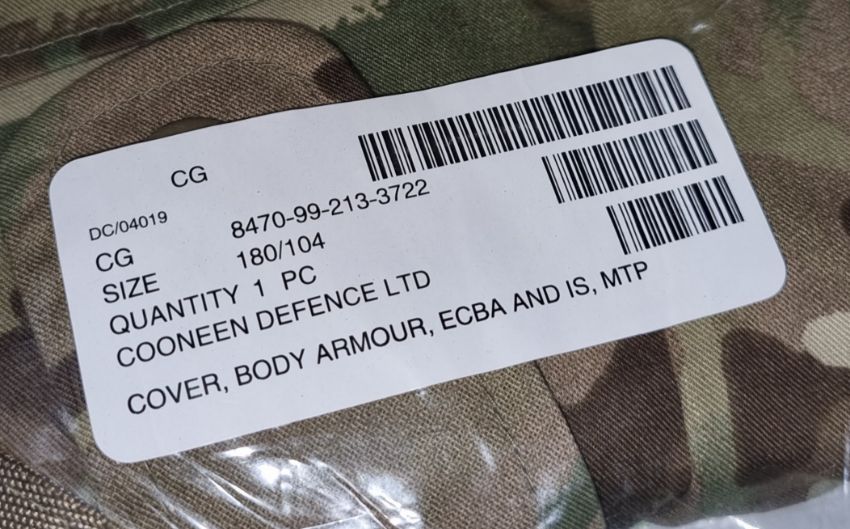 CG
DC/04019
CG 8470-99-213-3722
SIZE 180/104
QUANTITY 1 PC
COONEEN DEFENCE LTD
COVER, BODY ARMOUR, ECBA AND IS, MTP